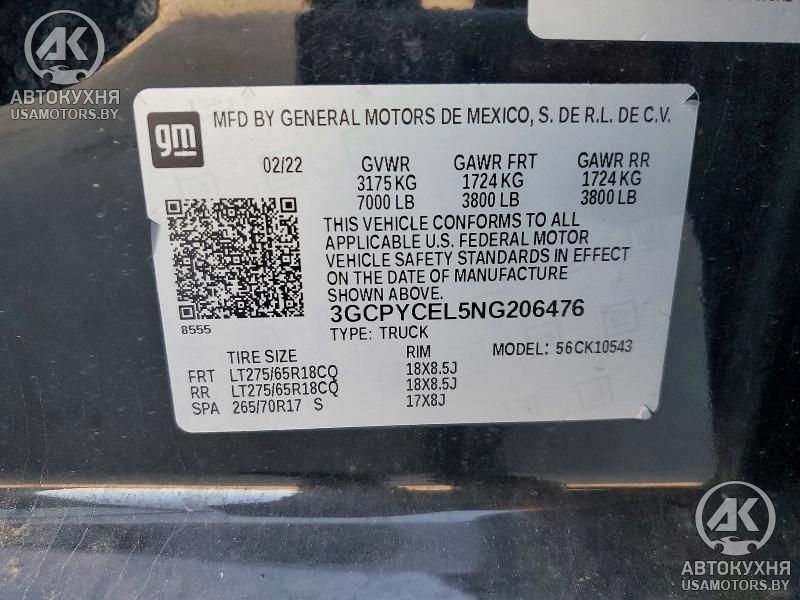 AK
АВТОКУХНЯ
USAMOTORS.BY
gm
MFD BY GENERAL MOTORS DE MEXICO, S. DE R.L. DE C.V.
02/22 GVWR GAWR FRT GAWR RR
3175 KG 1724 KG 1724 KG
7000 LB 3800 LB 3800 LB
THIS VEHICLE CONFORMS TO ALL
APPLICABLE U.S. FEDERAL MOTOR
VEHICLE SAFETY STANDARDS IN EFFECT
ON THE DATE OF MANUFACTURE
SHOWN ABOVE.
8555
3GCPYCEL5NG206476
TYPE: TRUCK
TIRE SIZE RIM MODEL: 56CK10543
FRT LT275/65R18CQ 18X8.5J
RR LT275/65R18CQ 18X8.5J
SPA 265/70R17 S 17X8J
AK
АВТОКУХНЯ
USAMOTORS.BY